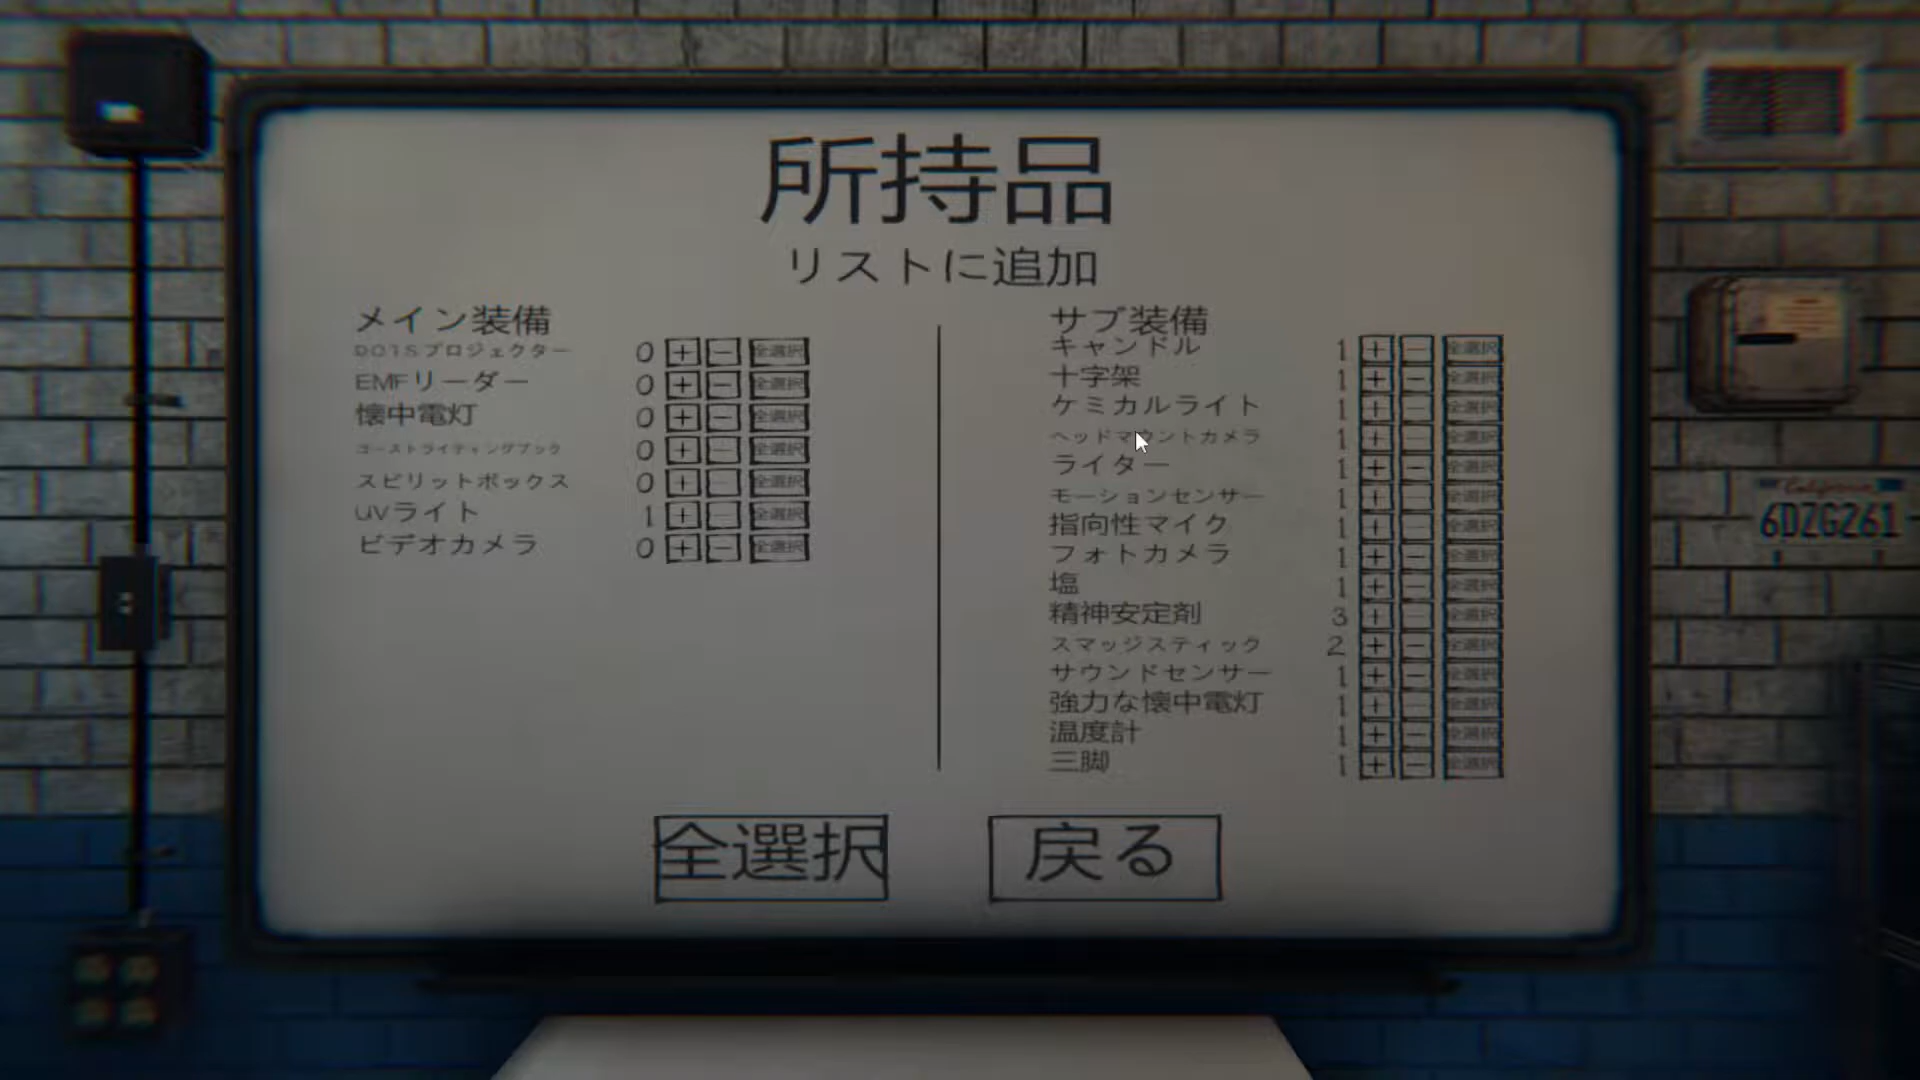 所持品
リストに追加
メイン装備
DOTSプロジェクター 0 + - 全選択
EMFリーダー 0 + - 全選択
懐中電灯 0 + - 全選択
ゴーストライティングブック 0 + - 全選択
スピリットボックス 0 + - 全選択
UVライト 1 + - 全選択
ビデオカメラ 0 + - 全選択
サブ装備
キャンドル 1 + - 全選択
十字架 1 + - 全選択
ケミカルライト 1 + - 全選択
ヘッドマウントカメラ 1 + - 全選択
ライター 1 + - 全選択
モーションセンサー 1 + - 全選択
指向性マイク 1 + - 全選択
フォトカメラ 1 + - 全選択
塩 1 + - 全選択
精神安定剤 3 + - 全選択
スマッジスティック 2 + - 全選択
サウンドセンサー 1 + - 全選択
強力な懐中電灯 1 + - 全選択
温度計 1 + - 全選択
三脚 1 + - 全選択
全選択
戻る
California
6DZG261